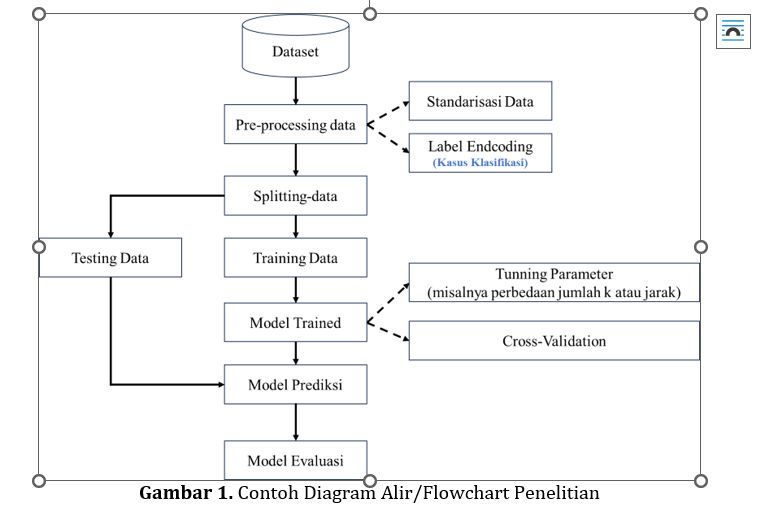 Dataset
Pre-processing data
Standarisasi Data
Label Endcoding
(Kasus Klasifikasi)
Splitting-data
Testing Data
Training Data
Tunning Parameter
(misalnya perbedaan jumlah k atau jarak)
Model Trained
Cross-Validation
Model Prediksi
Model Evaluasi
Gambar 1. Contoh Diagram Alir/Flowchart Penelitian